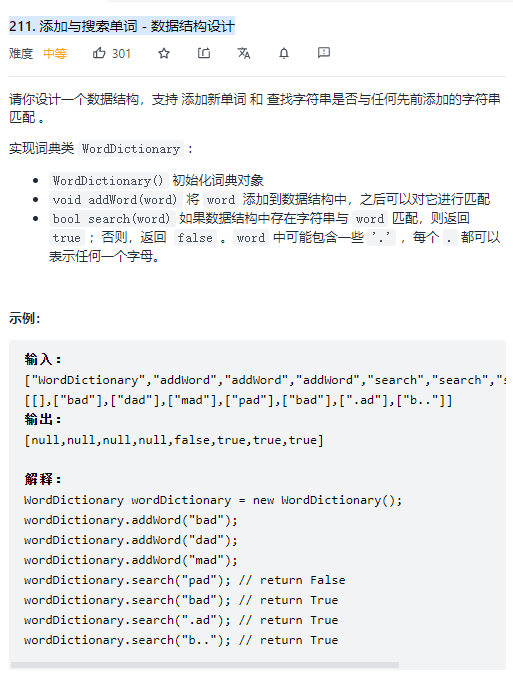 211. 添加与搜索单词 - 数据结构设计
难度 中等 301
请你设计一个数据结构，支持 添加新单词 和 查找字符串是否与任何先前添加的字符串
匹配 。
实现词典类 WordDictionary ：
WordDictionary() 初始化词典对象
void addWord(word) 将 word 添加到数据结构中，之后可以对它进行匹配
bool search(word) 如果数据结构中存在字符串与 word 匹配，则返回
true ；否则，返回 false 。word 中可能包含一些 '.' ，每个 . 都可以
表示任何一个字母。
示例：
输入：
["WordDictionary","addWord","addWord","addWord","search","search","s
[[],["bad"],["dad"],["mad"],["pad"],["bad"],[".ad"],["b.."]]
输出：
[null,null,null,null,false,true,true,true]
解释：
WordDictionary wordDictionary = new WordDictionary();
wordDictionary.addWord("bad");
wordDictionary.addWord("dad");
wordDictionary.addWord("mad");
wordDictionary.search("pad"); // return False
wordDictionary.search("bad"); // return True
wordDictionary.search(".ad"); // return True
wordDictionary.search("b.."); // return True